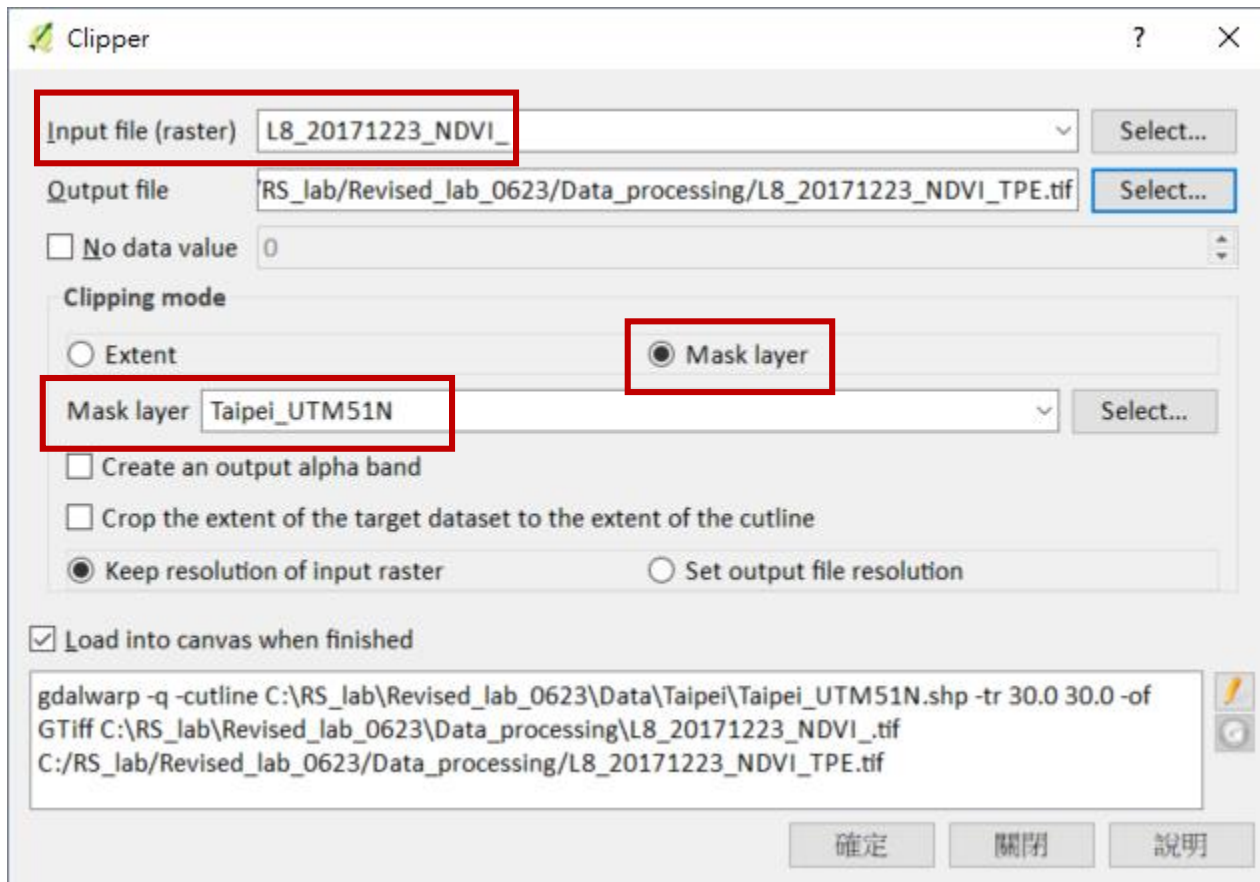 Clipper ?
Input file (raster) L8_20171223_NDVI_ Select...
Output file 'RS_lab/Revised_lab_0623/Data_processing/L8_20171223_NDVI_TPE.tif Select...
No data value 0
Clipping mode
Extent Mask layer
Mask layer Taipei_UTM51N Select...
Create an output alpha band
Crop the extent of the target dataset to the extent of the cutline
Keep resolution of input raster Set output file resolution
Load into canvas when finished
gdalwarp -q -cutline C:\RS_lab\Revised_lab_0623\Data\Taipei\Taipei_UTM51N.shp -tr 30.0 30.0 -of
GTiff C:\RS_lab\Revised_lab_0623\Data_processing\L8_20171223_NDVI_.tif
C:/RS_lab/Revised_lab_0623/Data_processing/L8_20171223_NDVI_TPE.tif
確定 關閉 說明